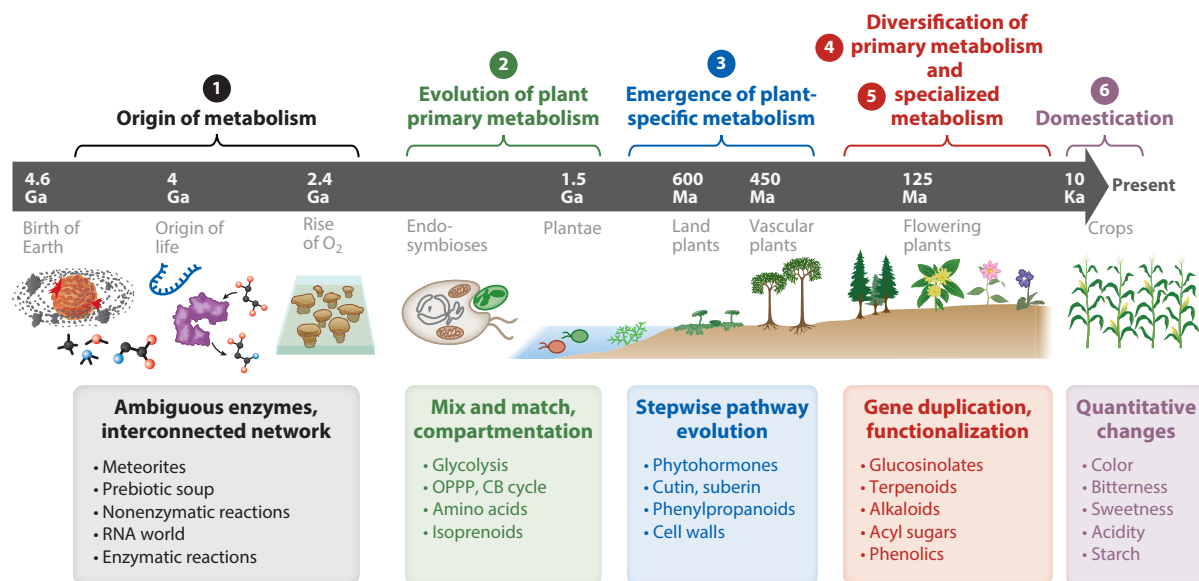 1
Origin of metabolism
2
Evolution of plant
primary metabolism
3
Emergence of plant-
specific metabolism
4
5
Diversification of
primary metabolism
and
specialized
metabolism
6
Domestication
4.6
Ga
4
Ga
2.4
Ga
1.5
Ga
600
Ma
450
Ma
125
Ma
10
Ka
Present
Birth of
Earth
Origin of
life
Rise
of O₂
Endo-
symbioses
Plantae
Land
plants
Vascular
plants
Flowering
plants
Crops
Ambiguous enzymes,
interconnected network
• Meteorites
• Prebiotic soup
• Nonenzymatic reactions
• RNA world
• Enzymatic reactions
Mix and match,
compartmentation
• Glycolysis
• OPPP, CB cycle
• Amino acids
• Isoprenoids
Stepwise pathway
evolution
• Phytohormones
• Cutin, suberin
• Phenylpropanoids
• Cell walls
Gene duplication,
functionalization
• Glucosinolates
• Terpenoids
• Alkaloids
• Acyl sugars
• Phenolics
Quantitative
changes
• Color
• Bitterness
• Sweetness
• Acidity
• Starch